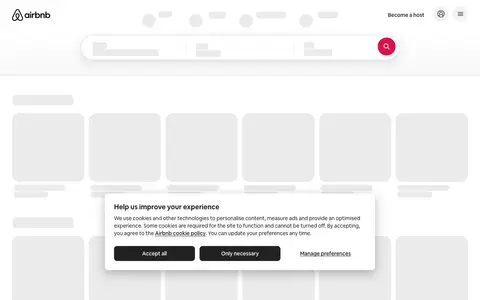 airbnb
Become a host
Help us improve your experience
We use cookies and other technologies to personalise content, measure ads and provide an optimised
experience. Some cookies are required for the site to function and cannot be turned off. By accepting,
you agree to the Airbnb cookie policy. You can update your preferences any time.
Accept all
Only necessary
Manage preferences